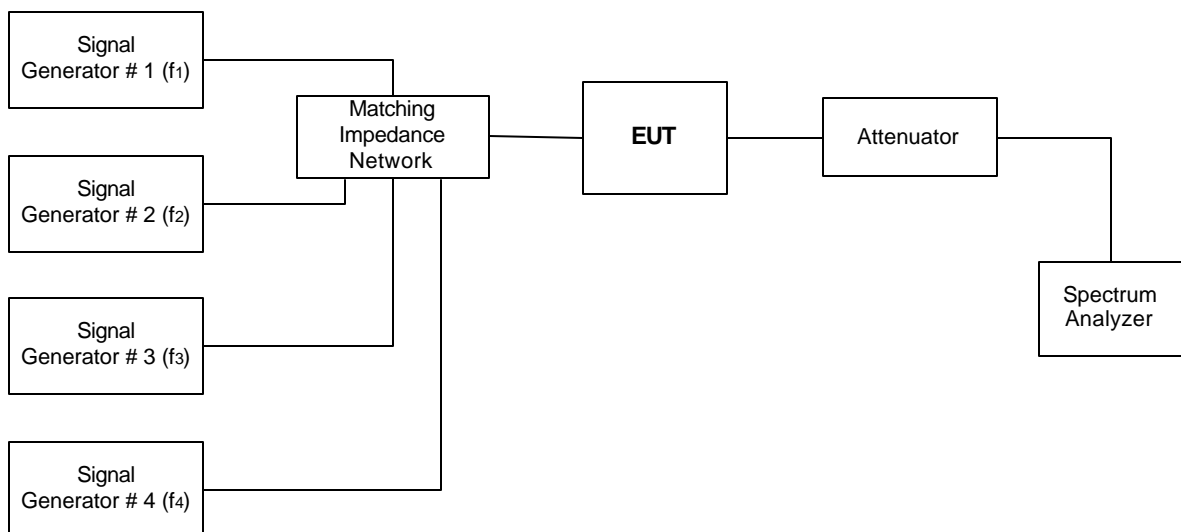 Signal
Generator # 1 (f1)
Matching
Impedance
Network
EUT
Attenuator
Signal
Generator # 2 (f2)
Spectrum
Analyzer
Signal
Generator # 3 (f3)
Signal
Generator # 4 (f4)